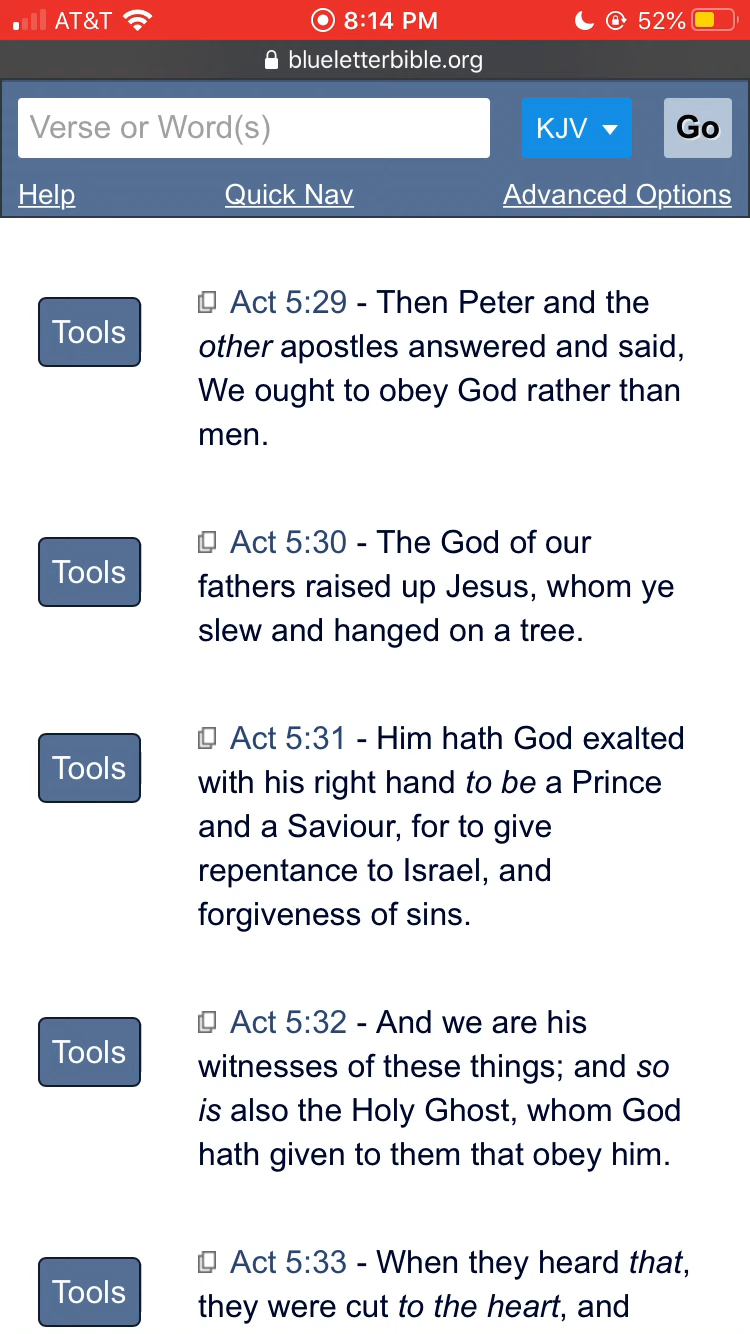 AT&T 8:14 PM 52%
blueletterbible.org
Verse or Word(s) KJV Go
Help Quick Nav Advanced Options
Tools Act 5:29 - Then Peter and the
other apostles answered and said,
We ought to obey God rather than
men.
Tools Act 5:30 - The God of our
fathers raised up Jesus, whom ye
slew and hanged on a tree.
Tools Act 5:31 - Him hath God exalted
with his right hand to be a Prince
and a Saviour, for to give
repentance to Israel, and
forgiveness of sins.
Tools Act 5:32 - And we are his
witnesses of these things; and so
is also the Holy Ghost, whom God
hath given to them that obey him.
Tools Act 5:33 - When they heard that,
they were cut to the heart, and